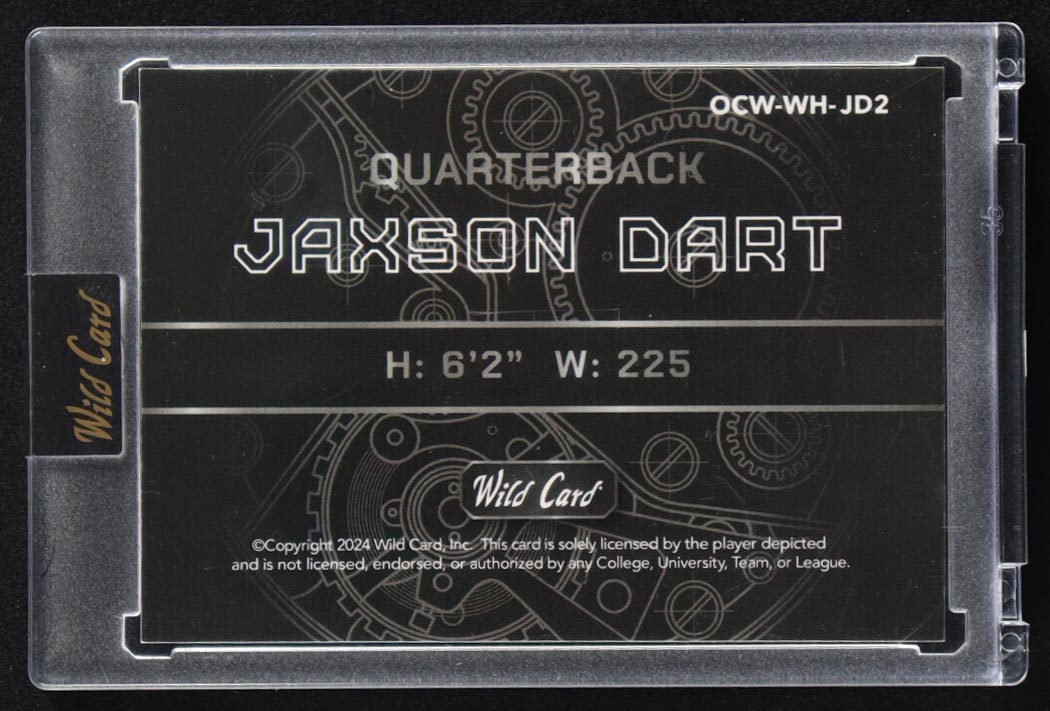 OCW-WH-JD2
QUARTERBACK
JAXSON DART
H: 6'2" W: 225
Wild Card
Wild Card
©Copyright 2024 Wild Card, Inc. This card is solely licensed by the player depicted
and is not licensed, endorsed, or authorized by any College, University, Team, or League.